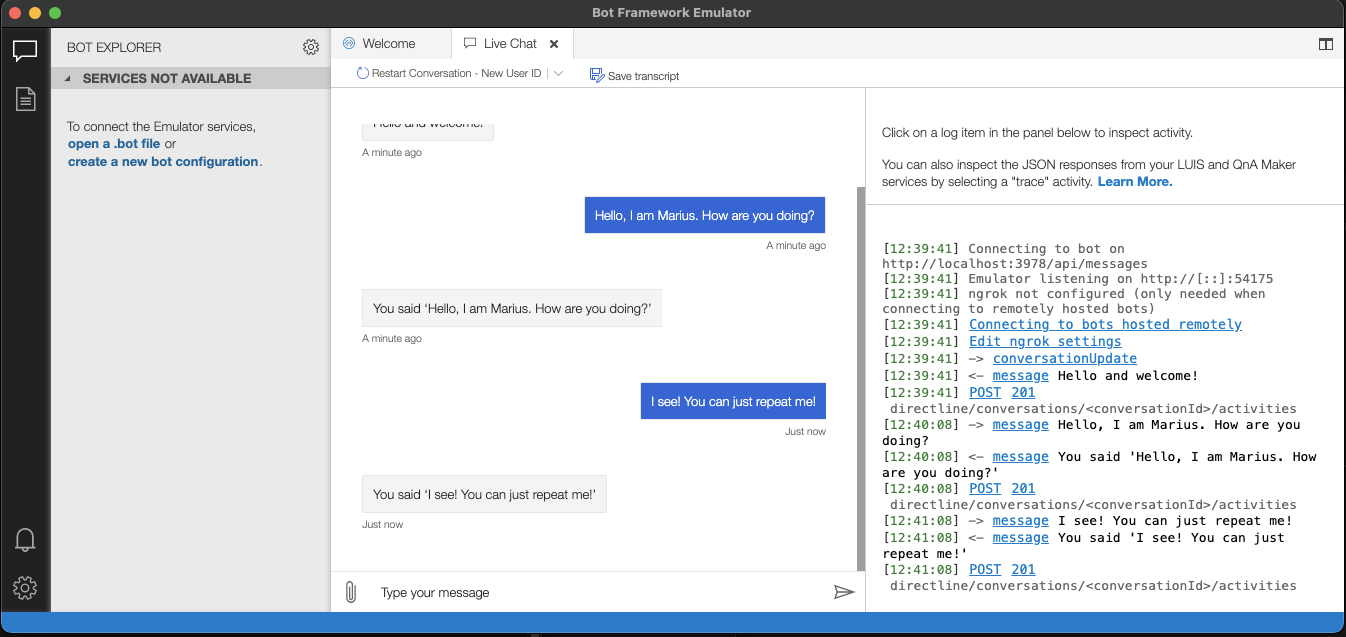 Bot Framework Emulator
BOT EXPLORER
SERVICES NOT AVAILABLE
To connect the Emulator services,
open a .bot file or
create a new bot configuration.
Welcome
Live Chat
Restart Conversation - New User ID
Save transcript
Hello and welcome!
A minute ago
Hello, I am Marius. How are you doing?
A minute ago
You said ‘Hello, I am Marius. How are you doing?’
A minute ago
I see! You can just repeat me!
Just now
You said ‘I see! You can just repeat me!’
Just now
Type your message
Click on a log item in the panel below to inspect activity.
You can also inspect the JSON responses from your LUIS and QnA Maker
services by selecting a "trace" activity. Learn More.
[12:39:41] Connecting to bot on
http://localhost:3978/api/messages
[12:39:41] Emulator listening on http://[::]:54175
[12:39:41] ngrok not configured (only needed when
connecting to remotely hosted bots)
[12:39:41] Connecting to bots hosted remotely
[12:39:41] Edit ngrok settings
[12:39:41] -> conversationUpdate
[12:39:41] <- message Hello and welcome!
[12:39:41] POST 201
directline/conversations/<conversationId>/activities
[12:40:08] -> message Hello, I am Marius. How are you
doing?
[12:40:08] <- message You said 'Hello, I am Marius. How
are you doing?'
[12:40:08] POST 201
directline/conversations/<conversationId>/activities
[12:41:08] -> message I see! You can just repeat me!
[12:41:08] <- message You said 'I see! You can just
repeat me!'
[12:41:08] POST 201
directline/conversations/<conversationId>/activities